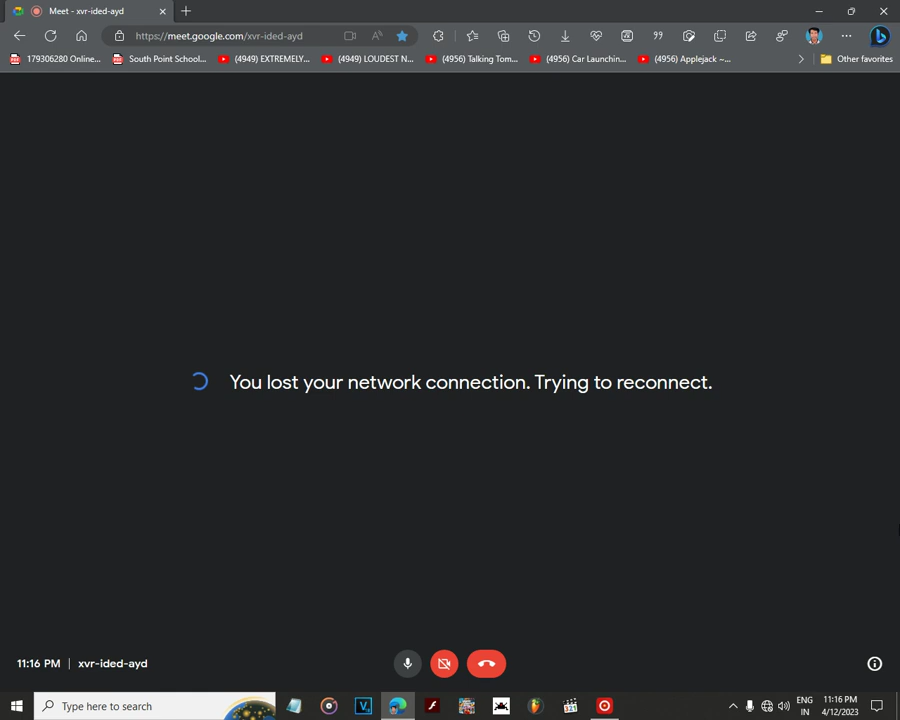 Meet - xvr-ided-ayd
https://meet.google.com/xvr-ided-ayd
179306280 Online...
South Point School...
(4949) EXTREMELY...
(4949) LOUDEST N...
(4956) Talking Tom...
(4956) Car Launchin...
(4956) Applejack ~...
Other favorites
You lost your network connection. Trying to reconnect.
11:16 PM | xvr-ided-ayd
Type here to search
ENG
IN
11:16 PM
4/12/2023